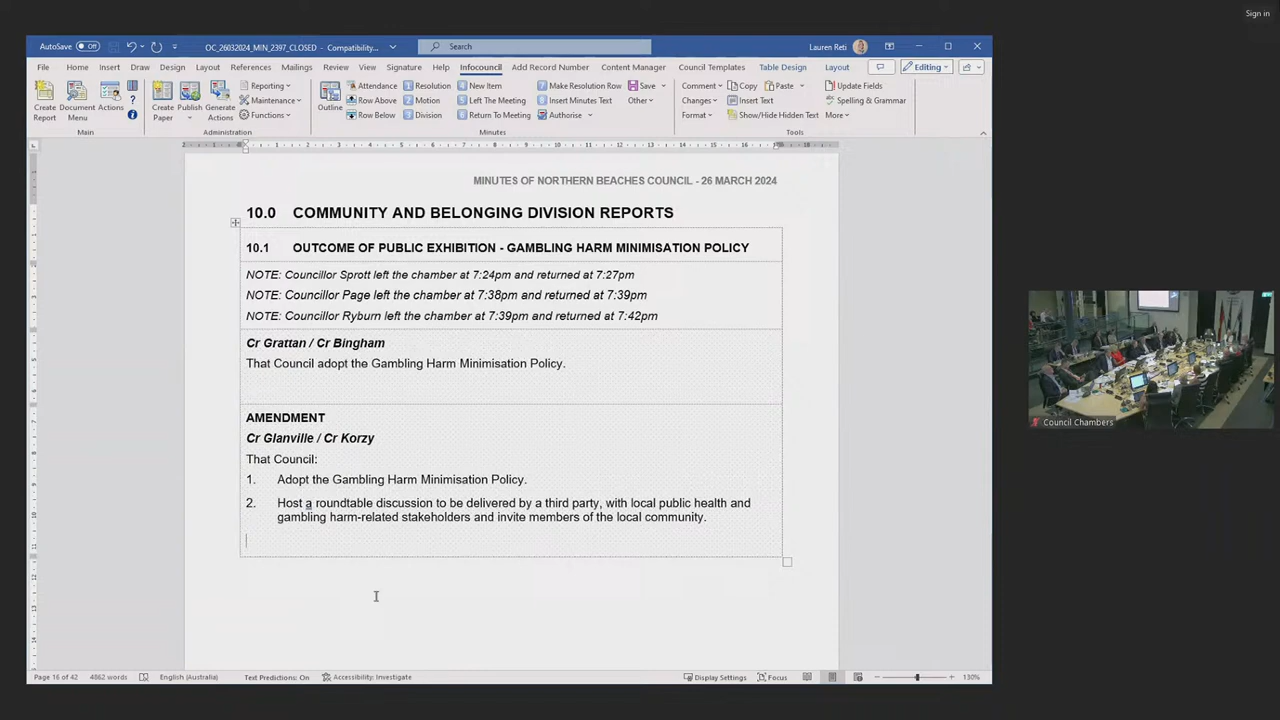 Sign in
AutoSave Off OC_26032024_MIN_2397_CLOSED - Compatibility... Search Lauren Reti
File Home Insert Draw Design Layout References Mailings Review View Signature Help Infocouncil Add Record Number Content Manager Council Templates Table Design Layout Editing
Create Report Document Menu Actions Create Paper Publish Generate Actions Reporting Maintenance Functions Outline Attendance Row Above Row Below 1 Resolution 2 Motion 3 Division 4 New Item 5 Left The Meeting 6 Return To Meeting 7 Make Resolution Row 8 Insert Minutes Text Authorise Save Other Comment Changes Format Copy Paste Insert Text Show/Hide Hidden Text Update Fields Spelling & Grammar More
Main Administration Minutes Tools
MINUTES OF NORTHERN BEACHES COUNCIL - 26 MARCH 2024
10.0 COMMUNITY AND BELONGING DIVISION REPORTS
10.1 OUTCOME OF PUBLIC EXHIBITION - GAMBLING HARM MINIMISATION POLICY
NOTE: Councillor Sprott left the chamber at 7:24pm and returned at 7:27pm
NOTE: Councillor Page left the chamber at 7:38pm and returned at 7:39pm
NOTE: Councillor Ryburn left the chamber at 7:39pm and returned at 7:42pm
Cr Grattan / Cr Bingham
That Council adopt the Gambling Harm Minimisation Policy.
AMENDMENT
Cr Glanville / Cr Korzy
That Council:
1. Adopt the Gambling Harm Minimisation Policy.
2. Host a roundtable discussion to be delivered by a third party, with local public health and
gambling harm-related stakeholders and invite members of the local community.
Council Chambers
Page 16 of 42 4862 words English (Australia) Text Predictions: On Accessibility: Investigate Display Settings Focus 130%